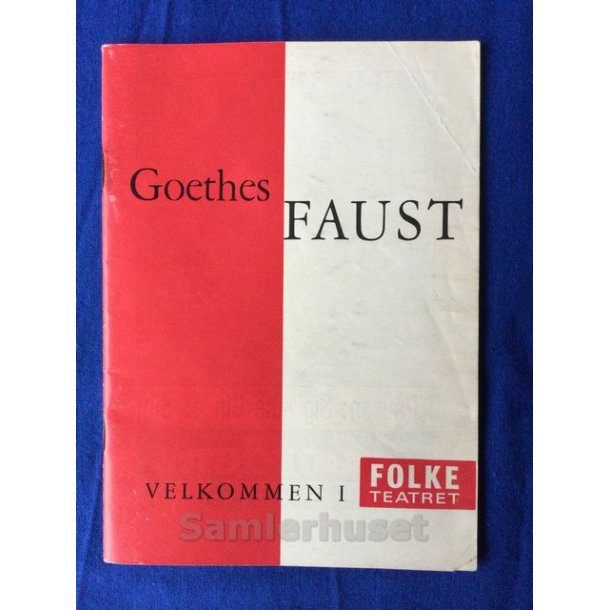 Goethes
FAUST
VELKOMMEN I FOLKE
TEATRET
Samlerhuset